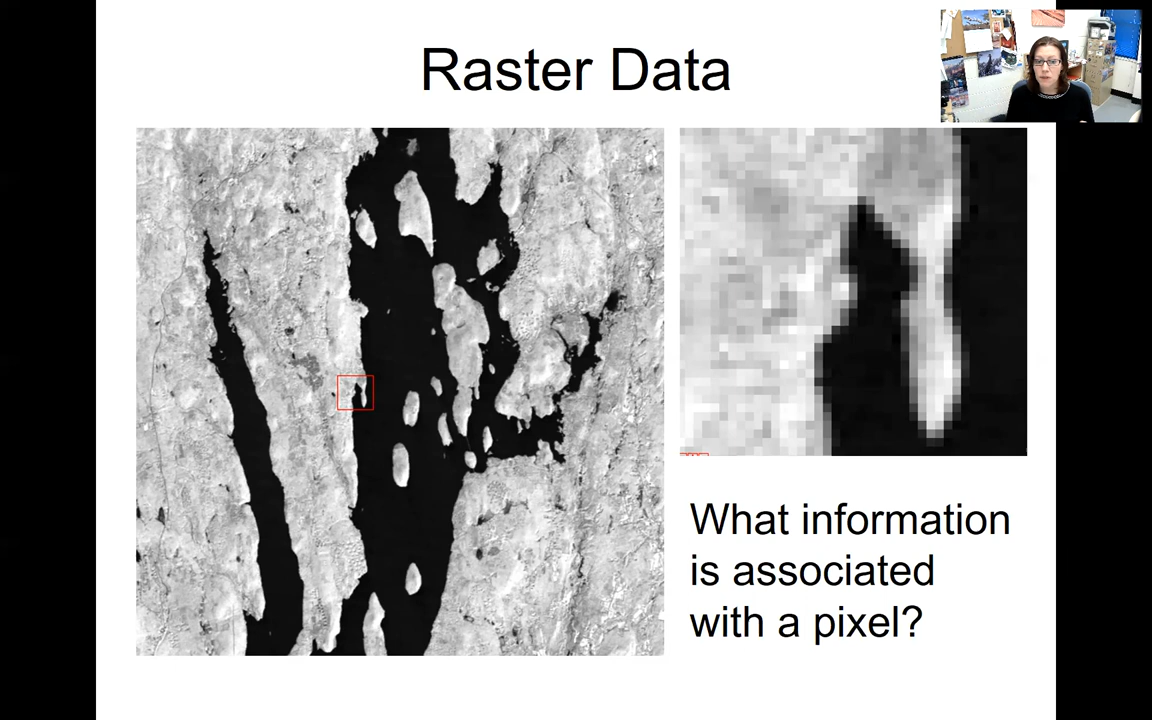 Raster Data
What information
is associated
with a pixel?